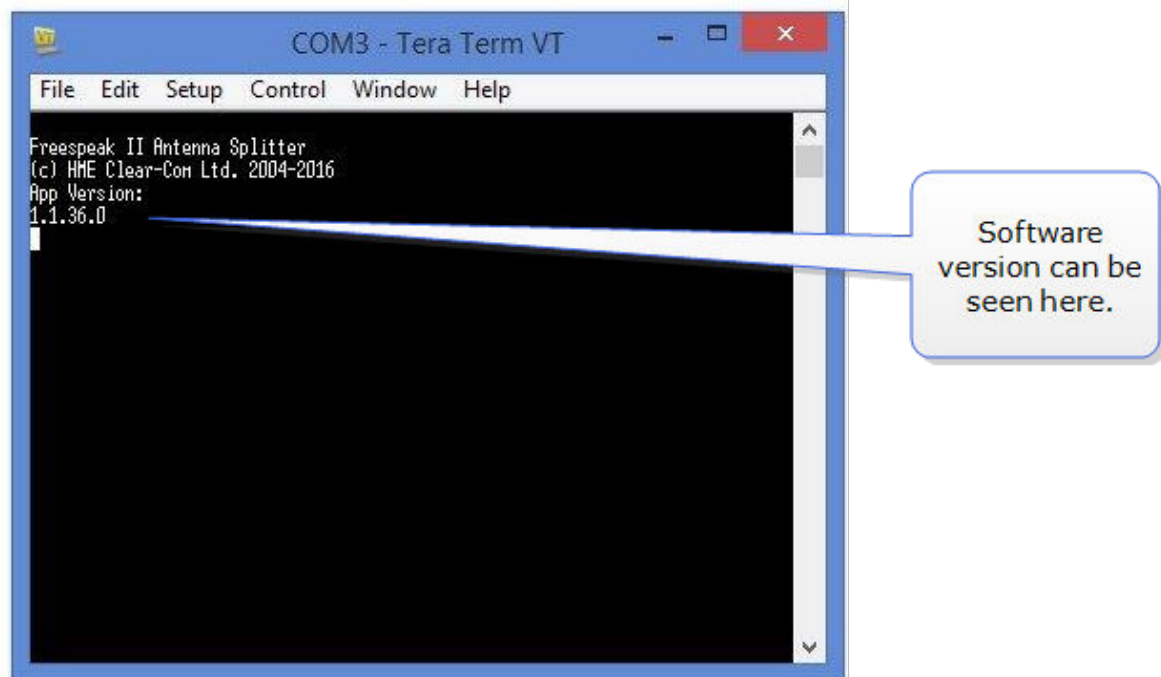 COM3 - Tera Term VT
File Edit Setup Control Window Help
Freespeak II Antenna Splitter
(c) HME Clear-Com Ltd. 2004-2016
App Version:
1.1.36.0
Software
version can be
seen here.